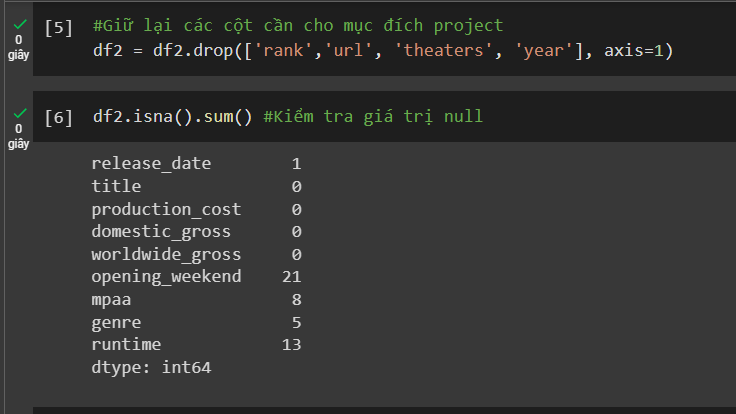 [5] #Giữ lại các cột cần cho mục đích project
0
giây
df2 = df2.drop(['rank','url', 'theaters', 'year'], axis=1)
[6] df2.isna().sum() #Kiểm tra giá trị null
0
giây
release_date 1
title 0
production_cost 0
domestic_gross 0
worldwide_gross 0
opening_weekend 21
mpaa 8
genre 5
runtime 13
dtype: int64